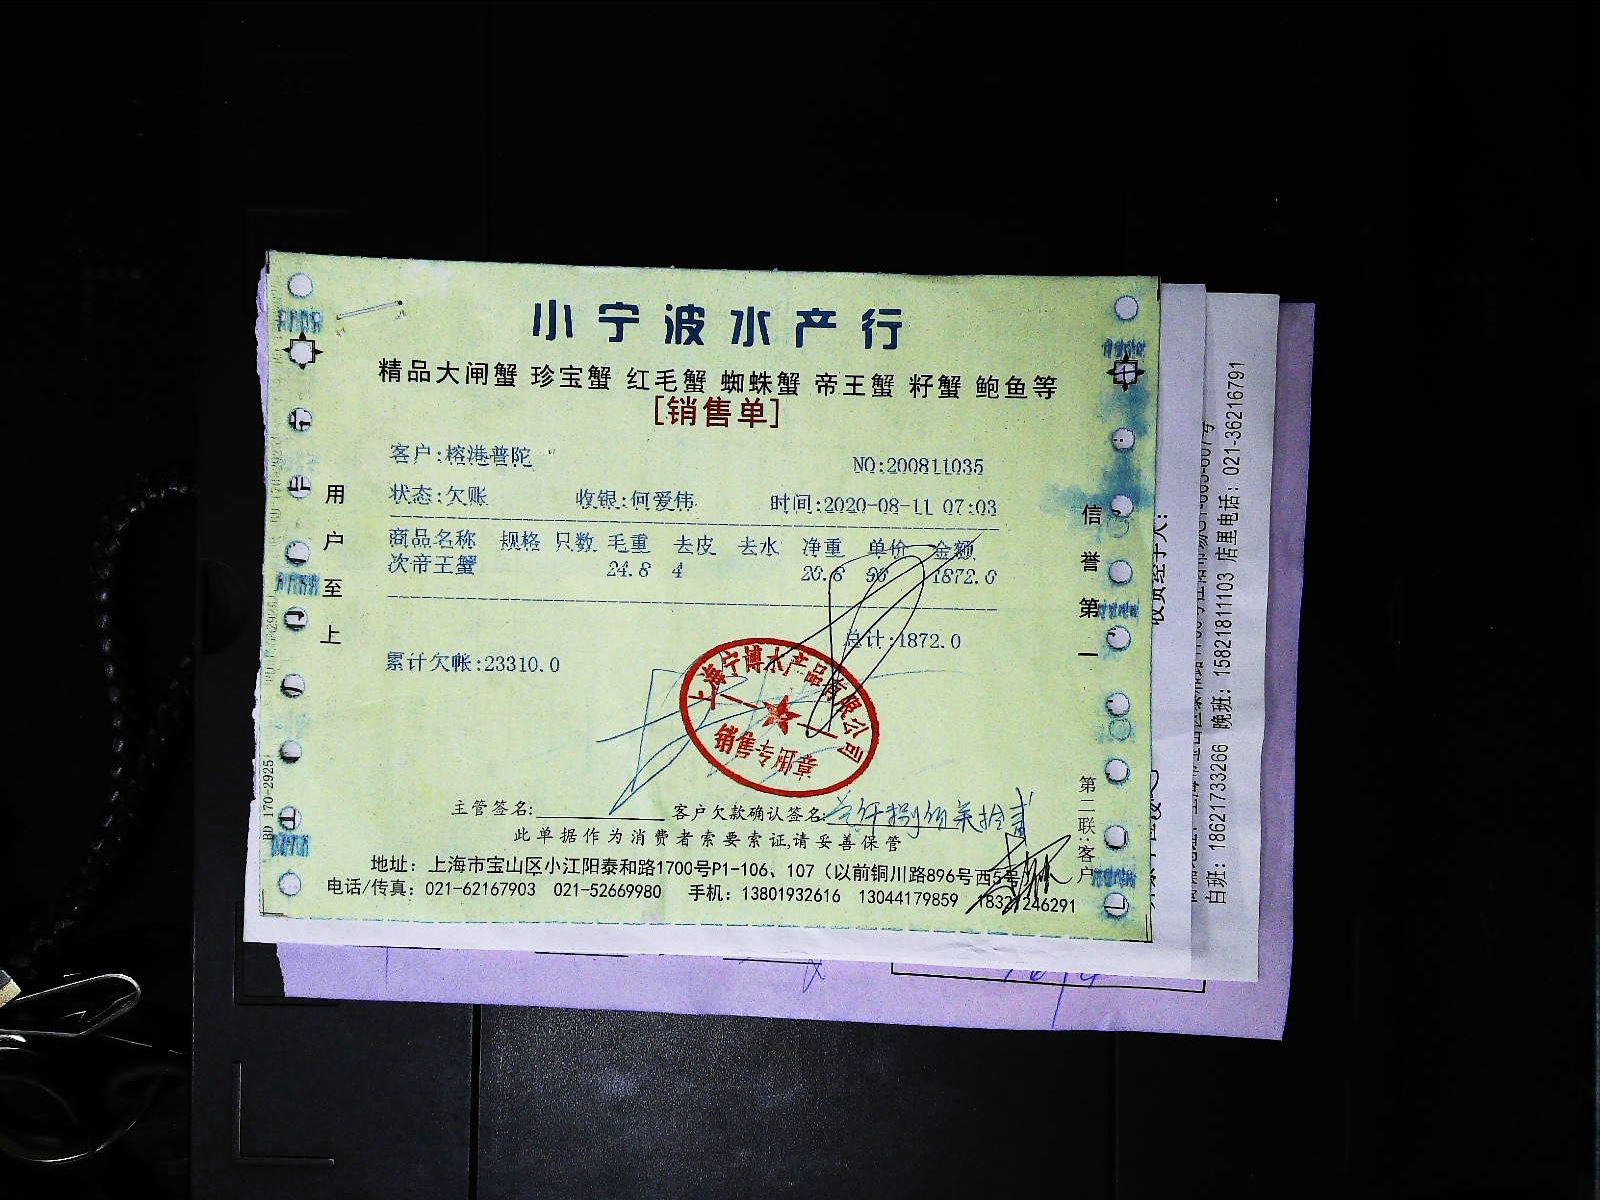 小宁波水产行
精品大闸蟹 珍宝蟹 红毛蟹 蜘蛛蟹 帝王蟹 籽蟹 鲍鱼等
[销售单]
客户:榕港普陀
NO:200811035
状态:欠账 收银:何爱伟 时间:2020-08-11 07:03
商品名称 规格 只数 毛重 去皮 去水 净重 单价 金额
次帝王蟹 24.8 4 20.8 90 1872.0
总计:1872.0
累计欠帐:23310.0
上海宁博水产品有限公司
销售专用章
主管签名: 客户欠款确认签名:
此单据作为消费者索要索证,请妥善保管
地址：上海市宝山区小江阳泰和路1700号P1-106、107（以前铜川路896号西5号
电话/传真：021-62167903 021-52669980 手机：13801932616 13044179859
用户至上
信誉第一
第二联:客户
白班：18621733266 晚班：15821811103 店里电话：021-36216791